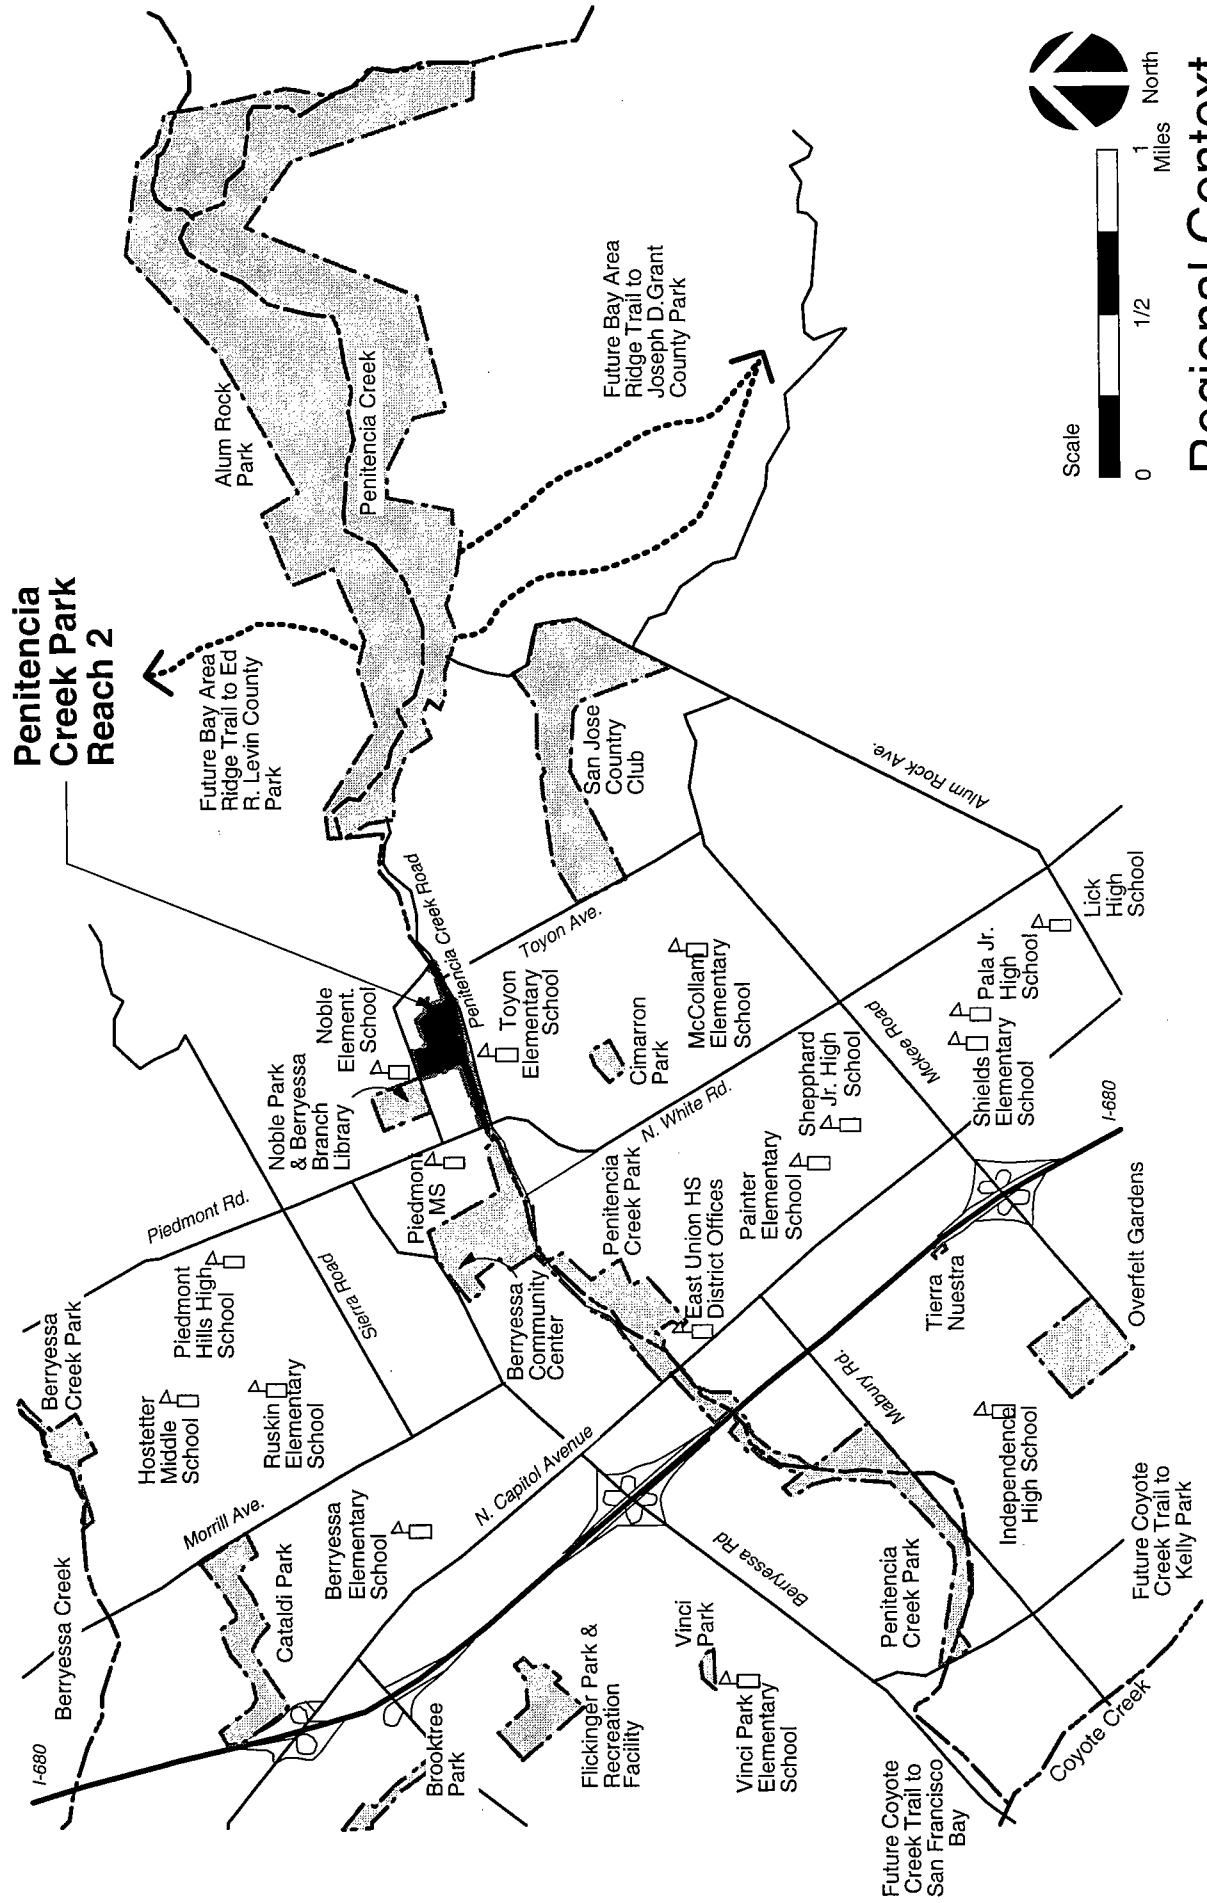 Penitencia
Creek Park
Reach 2
Alum Rock
Park
Penitencia Creek
Future Bay Area
Ridge Trail to Ed
R. Levin County
Park
Future Bay Area
Ridge Trail to
Joseph D.Grant
County Park
San Jose
Country
Club
Alum Rock Ave.
Penitencia Creek Road
Toyon Ave.
Noble
Element.
School
Noble Park
& Berryessa
Branch
Library
Toyon
Elementary
School
Cimarron
Park
McCollam
Elementary
School
Lick
High
School
Pala Jr.
High
School
Shields
Elementary
School
McKee Road
N. White Rd.
Shepphard
Jr. High
School
Painter
Elementary
School
I-680
Piedmont Rd.
Piedmont
MS
Penitencia
Creek Park
East Union HS
District Offices
Berryessa
Community
Center
Sierra Road
Piedmont
Hills High
School
Berryessa
Creek Park
Hostetter
Middle
School
Ruskin
Elementary
School
Morrill Ave.
Berryessa
Elementary
School
N. Capitol Avenue
Berryessa Creek
Cataldi Park
I-680
Brooktree
Park
Flickinger Park &
Recreation
Facility
Vinci
Park
Vinci Park
Elementary
School
Berryessa Rd
Mabury Rd.
Tierra
Nuestra
Overfelt Gardens
Independence
High School
Penitencia
Creek Park
Future Coyote
Creek Trail to
Kelly Park
Future Coyote
Creek Trail to
San Francisco
Bay
Coyote Creek
Scale
0
1/2
1
Miles
North
Regional Context